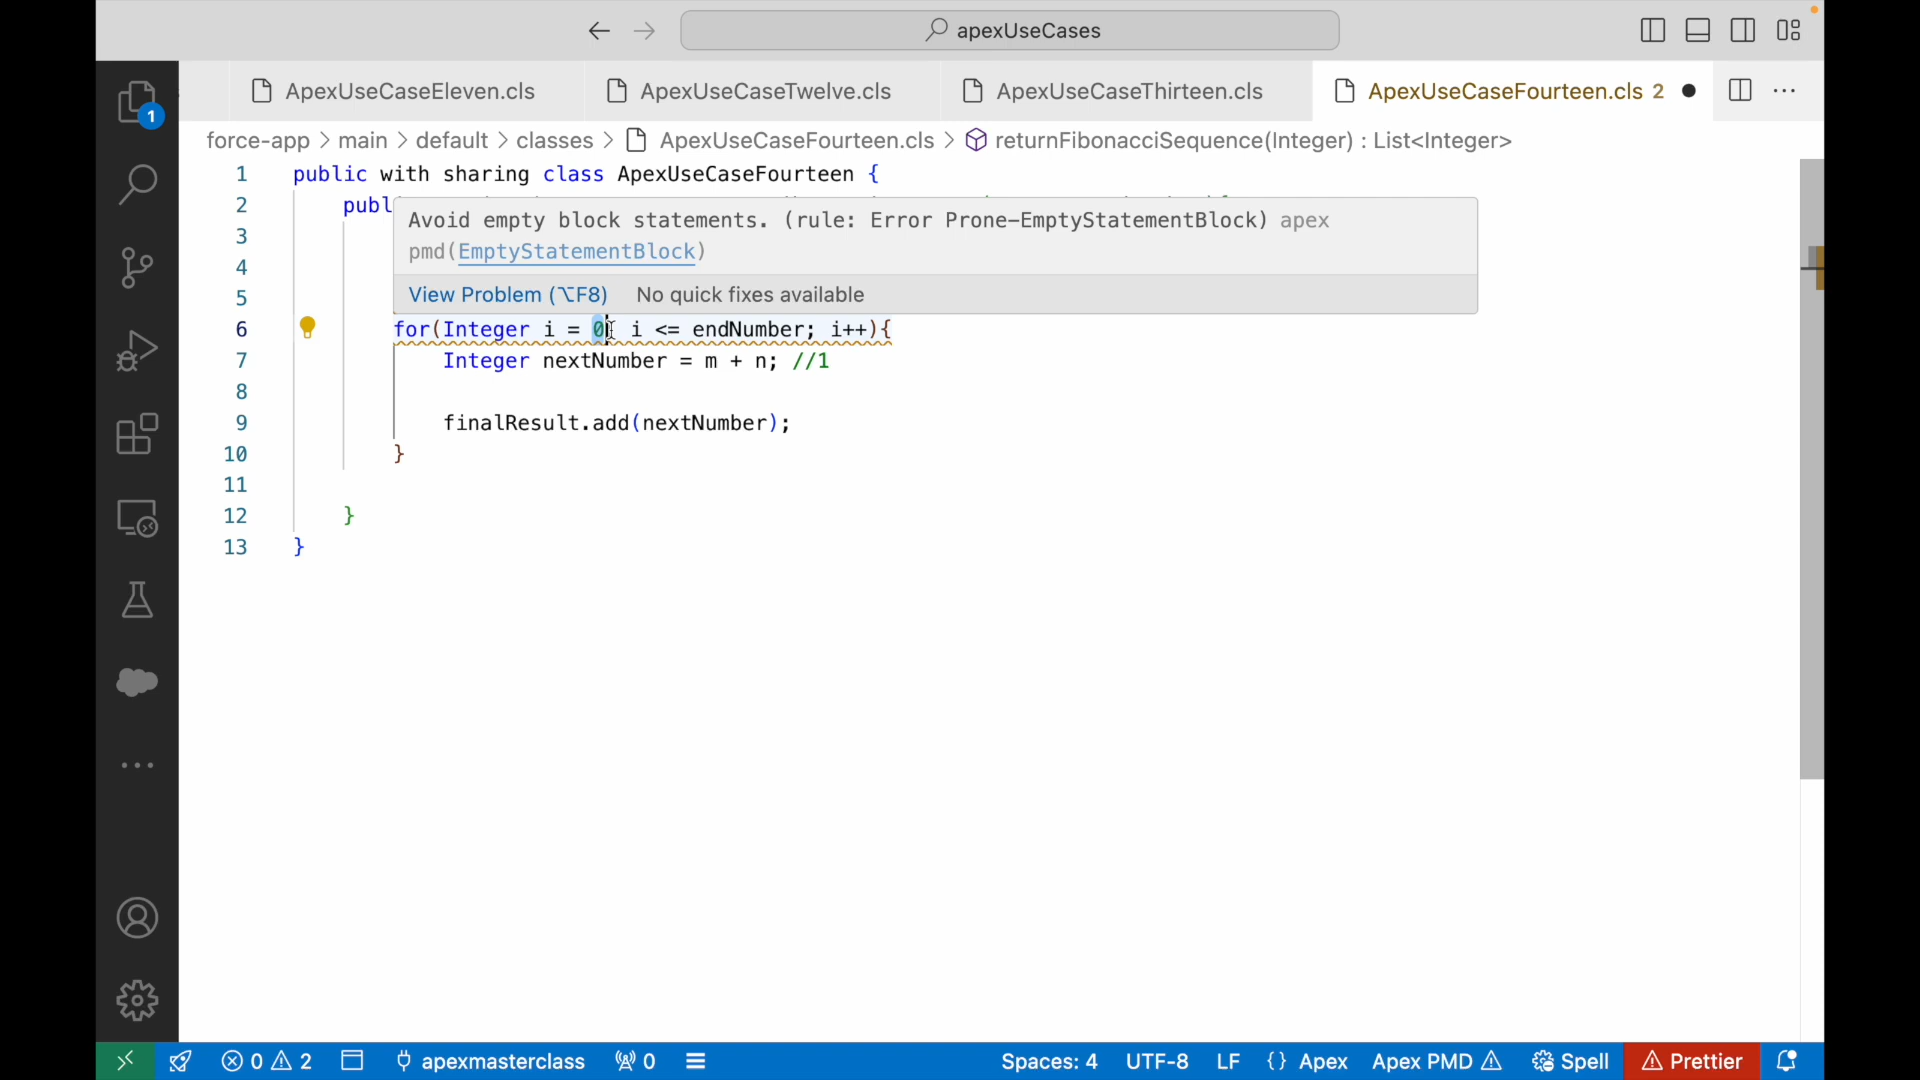 apexUseCases
ApexUseCaseEleven.cls ApexUseCaseTwelve.cls ApexUseCaseThirteen.cls ApexUseCaseFourteen.cls 2
1
force-app > main > default > classes > ApexUseCaseFourteen.cls > returnFibonacciSequence(Integer) : List<Integer>
1 public with sharing class ApexUseCaseFourteen {
2 publ
Avoid empty block statements. (rule: Error Prone-EmptyStatementBlock) apex
pmd(EmptyStatementBlock)
View Problem (⌥F8) No quick fixes available
3
4
5
6 for(Integer i = 0; i <= endNumber; i++){
7 Integer nextNumber = m + n; //1
8
9 finalResult.add(nextNumber);
10 }
11
12 }
13 }
0 2 apexmasterclass 0 Spaces: 4 UTF-8 LF {} Apex Apex PMD Spell Prettier